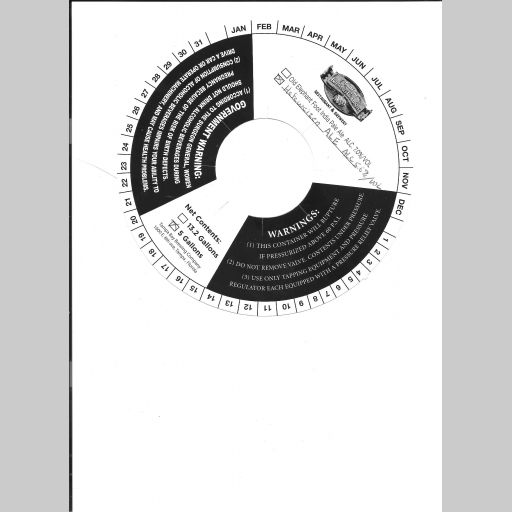 JAN FEB MAR APR MAY JUN JUL AUG SEP OCT NOV DEC
1 2 3 4 5 6 7 8 9 10 11 12 13 14 15 16 17 18 19 20 21 22 23 24 25 26 27 28 29 30 31
GOVERNMENT WARNING:
(1) ACCORDING TO THE SURGEON GENERAL, WOMEN
SHOULD NOT DRINK ALCOHOLIC BEVERAGES DURING
PREGNANCY BECAUSE OF THE RISK OF BIRTH DEFECTS.
(2) CONSUMPTION OF ALCOHOLIC BEVERAGES IMPAIRS YOUR ABILITY TO
DRIVE A CAR OR OPERATE MACHINERY, AND MAY CAUSE HEALTH PROBLEMS.
RESTAURANT & BREWERY
Old Elephant Foot India Pale Ale ALC. 7.0%/VOL
Ale ALC.
Net Contents:
13.2 Gallons
5 Gallons
Brewing Company
WARNINGS:
(1) THIS CONTAINER WILL RUPTURE
IF PRESSURIZED ABOVE 60 P.S.I.
(2) DO NOT REMOVE VALVE. CONTENTS UNDER PRESSURE
(3) USE ONLY TAPPING EQUIPMENT AND PRESSURE
REGULATOR EACH EQUIPPED WITH A PRESSURE RELIEF VALVE.